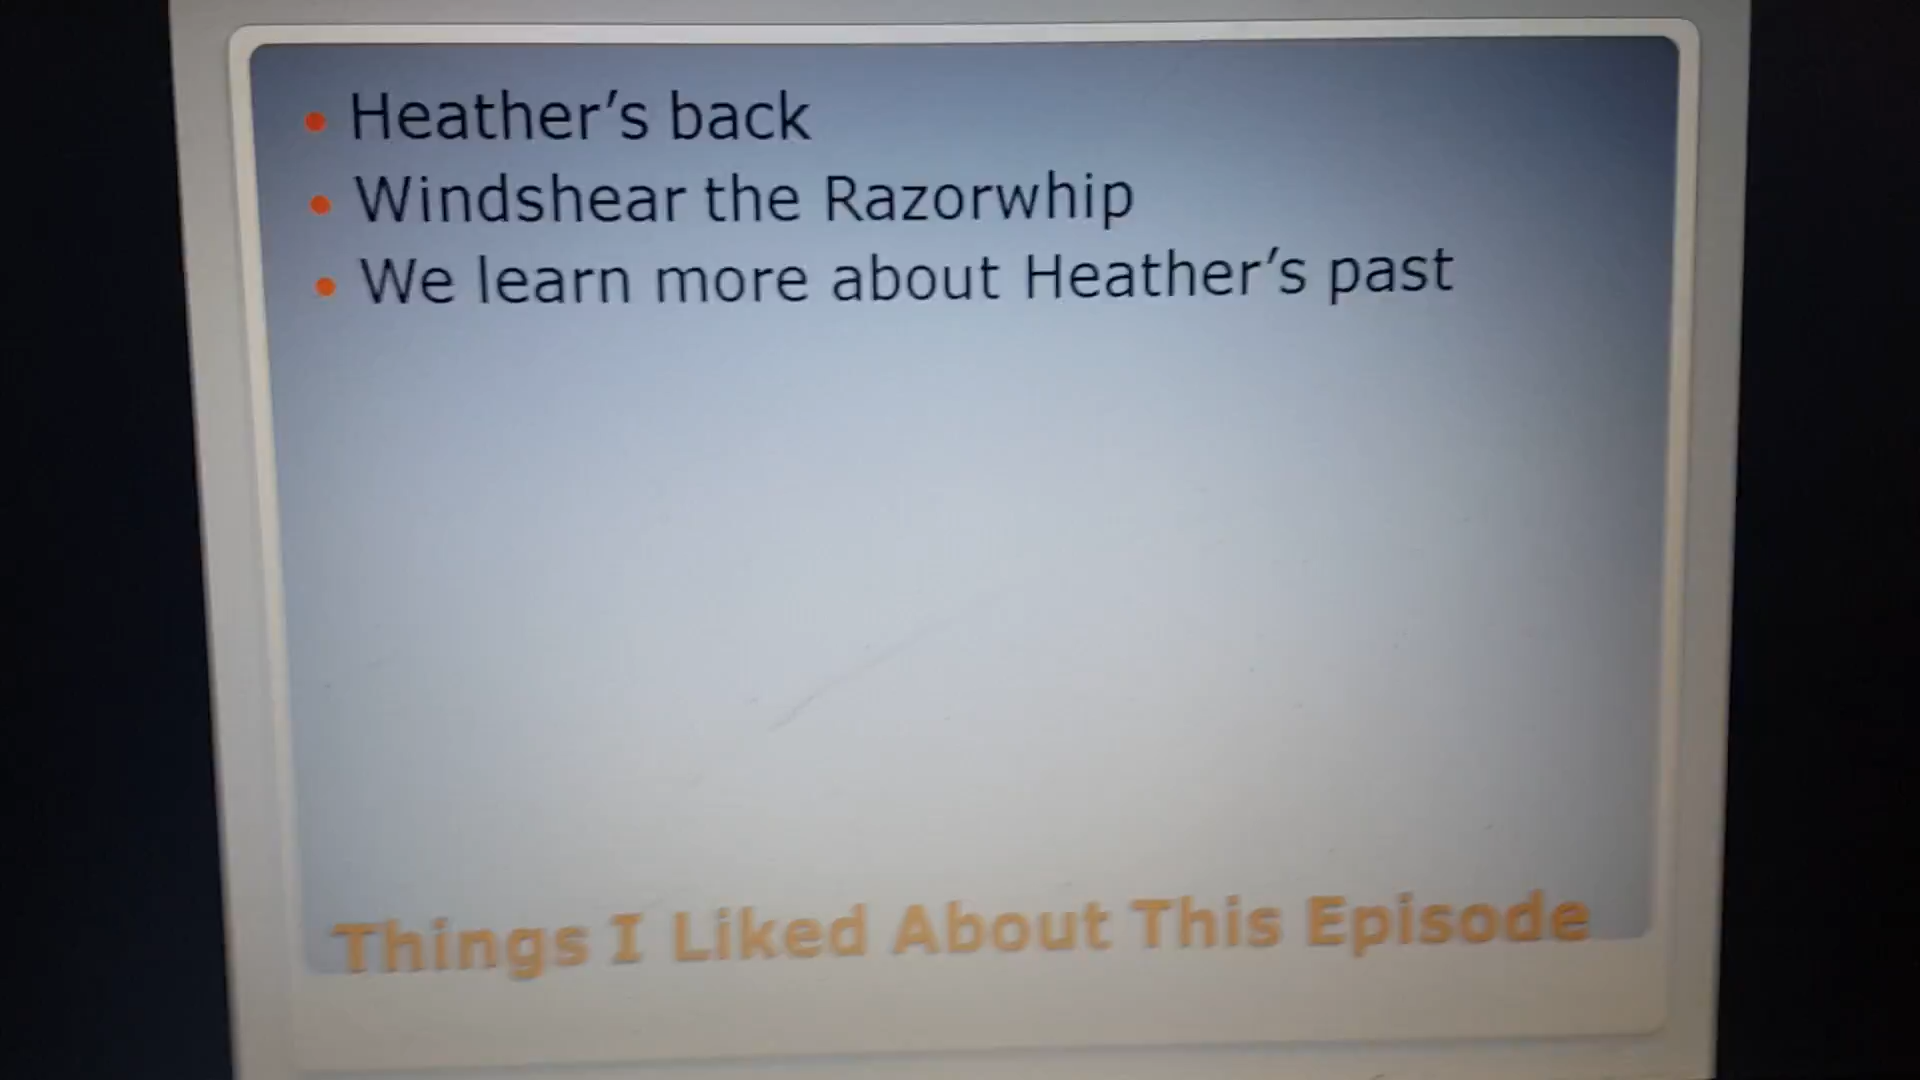 Heather's back
Windshear the Razorwhip
We learn more about Heather's past
Things I Liked About This Episode